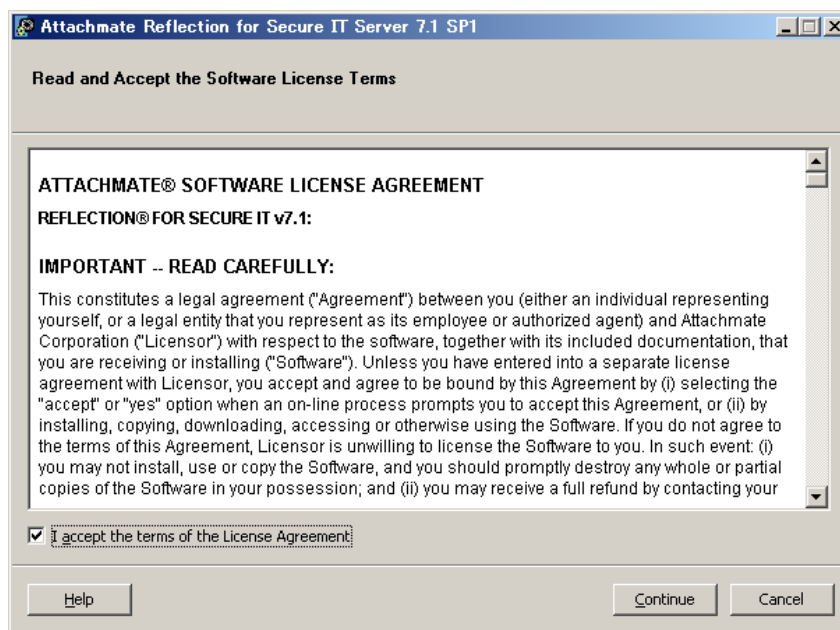 Attachmate Reflection for Secure IT Server 7.1 SP1
Read and Accept the Software License Terms
ATTACHMATE® SOFTWARE LICENSE AGREEMENT
REFLECTION® FOR SECURE IT v7.1:
IMPORTANT -- READ CAREFULLY:
This constitutes a legal agreement ("Agreement") between you (either an individual representing
yourself, or a legal entity that you represent as its employee or authorized agent) and Attachmate
Corporation ("Licensor") with respect to the software, together with its included documentation, that
you are receiving or installing ("Software"). Unless you have entered into a separate license
agreement with Licensor, you accept and agree to be bound by this Agreement by (i) selecting the
"accept" or "yes" option when an on-line process prompts you to accept this Agreement, or (ii) by
installing, copying, downloading, accessing or otherwise using the Software. If you do not agree to
the terms of this Agreement, Licensor is unwilling to license the Software to you. In such event: (i)
you may not install, use or copy the Software, and you should promptly destroy any whole or partial
copies of the Software in your possession; and (ii) you may receive a full refund by contacting your
I accept the terms of the License Agreement
Help
Continue
Cancel